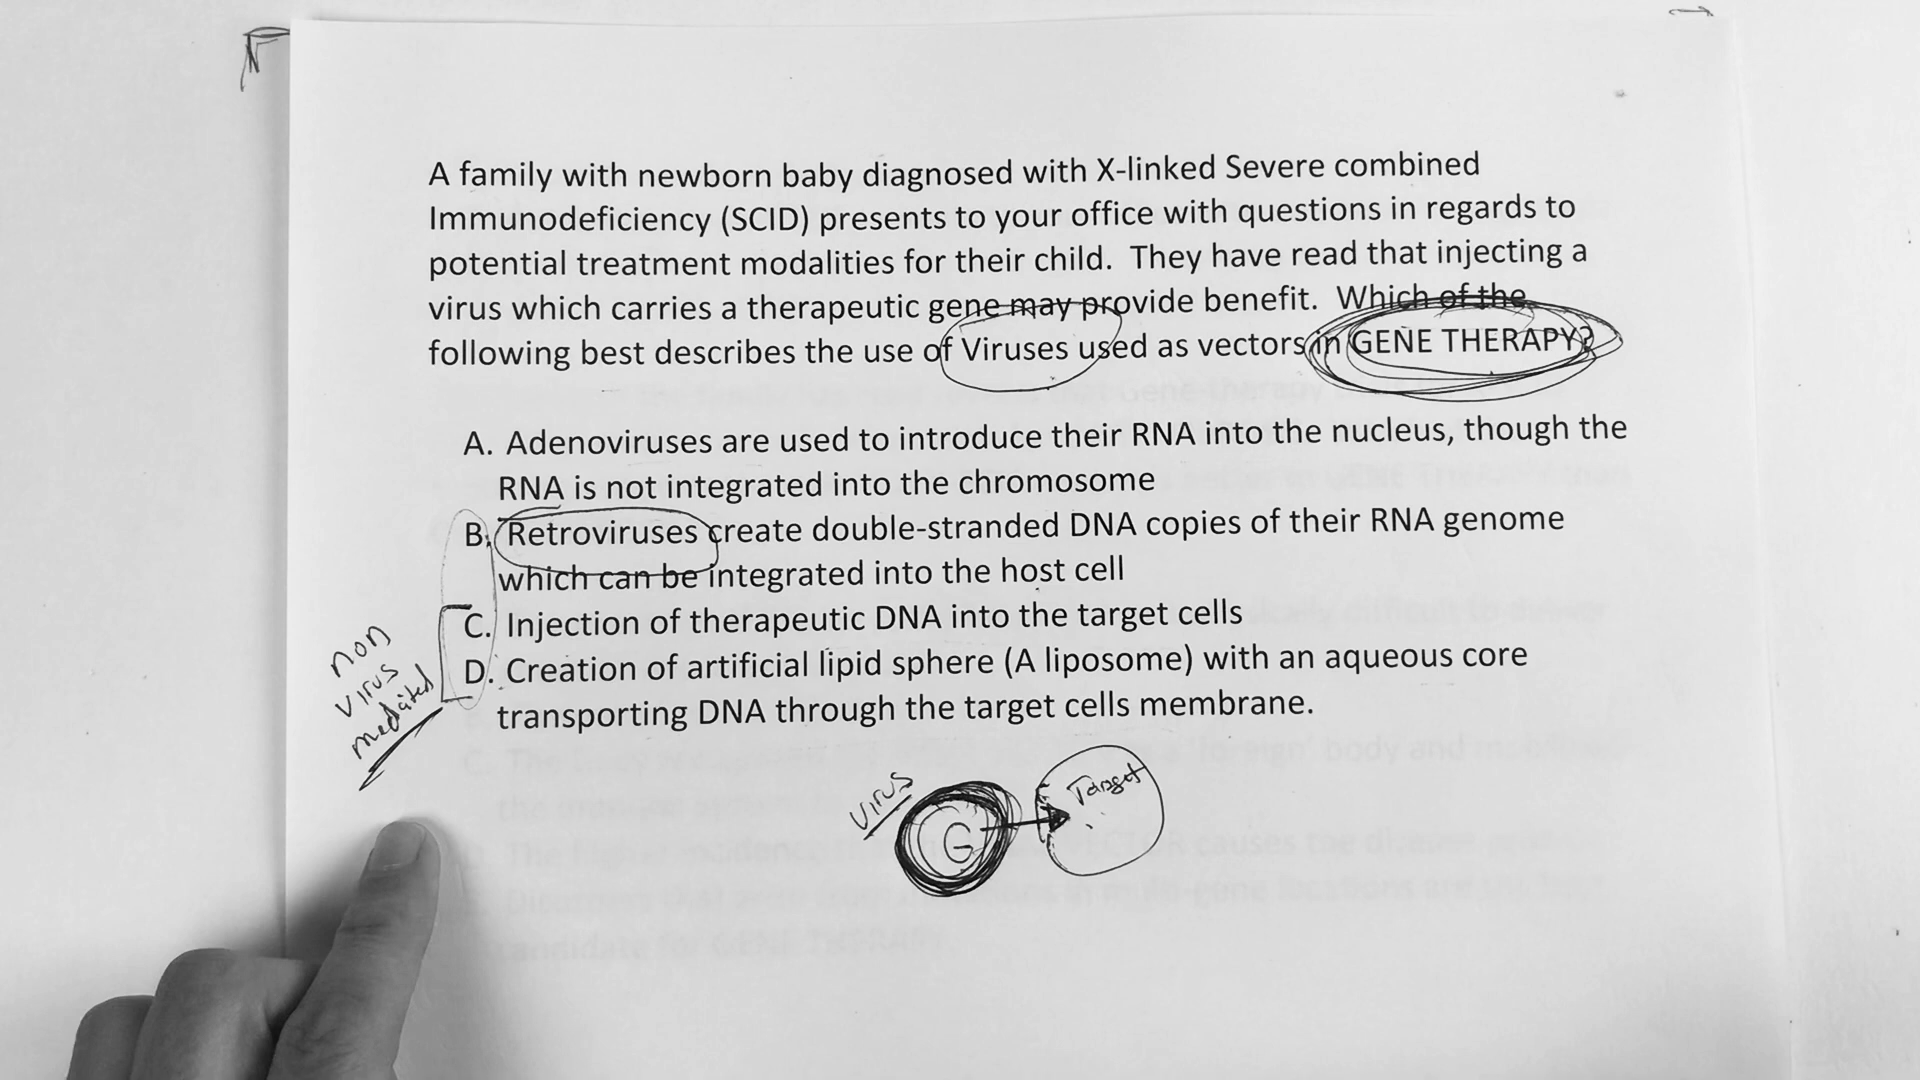 A family with newborn baby diagnosed with X-linked Severe combined
Immunodeficiency (SCID) presents to your office with questions in regards to
potential treatment modalities for their child. They have read that injecting a
virus which carries a therapeutic gene may provide benefit. Which of the
following best describes the use of Viruses used as vectors in GENE THERAPY?
A. Adenoviruses are used to introduce their RNA into the nucleus, though the
RNA is not integrated into the chromosome
B. Retroviruses create double-stranded DNA copies of their RNA genome
which can be integrated into the host cell
C. Injection of therapeutic DNA into the target cells
D. Creation of artificial lipid sphere (A liposome) with an aqueous core
transporting DNA through the target cells membrane.
non
virus
mediated
virus
G
Target